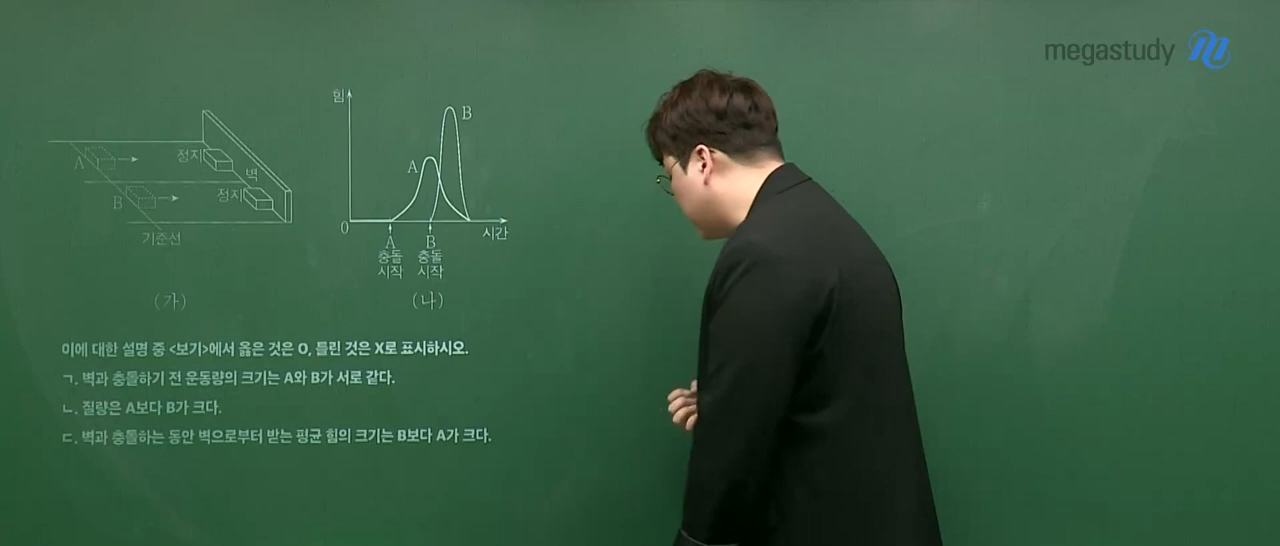 megastudy
A
B
정지
벽
정지
기준선
(가)
힘
B
A
0
시간
A
충돌
시작
B
충돌
시작
(나)
이에 대한 설명 중 <보기>에서 옳은 것은 O, 틀린 것은 X로 표시하시오.
ㄱ. 벽과 충돌하기 전 운동량의 크기는 A와 B가 서로 같다.
ㄴ. 질량은 A보다 B가 크다.
ㄷ. 벽과 충돌하는 동안 벽으로부터 받는 평균 힘의 크기는 B보다 A가 크다.